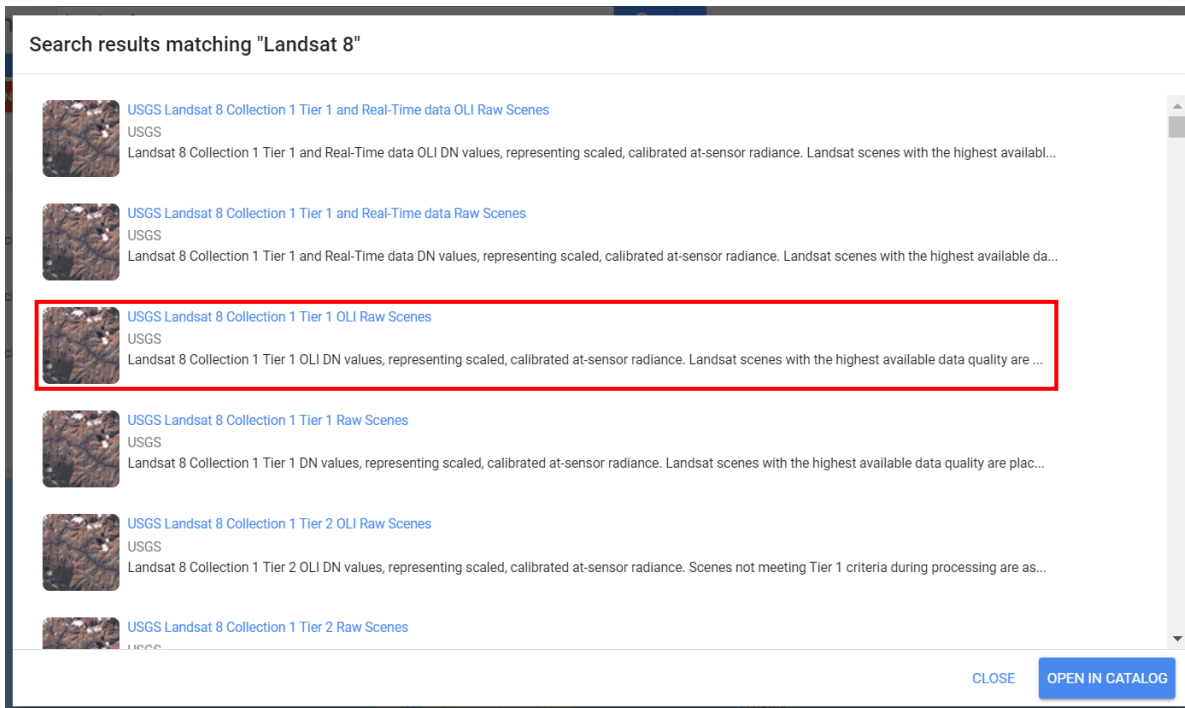 Search results matching "Landsat 8"
USGS Landsat 8 Collection 1 Tier 1 and Real-Time data OLI Raw Scenes
USGS
Landsat 8 Collection 1 Tier 1 and Real-Time data OLI DN values, representing scaled, calibrated at-sensor radiance. Landsat scenes with the highest availabl...
USGS Landsat 8 Collection 1 Tier 1 and Real-Time data Raw Scenes
USGS
Landsat 8 Collection 1 Tier 1 and Real-Time data DN values, representing scaled, calibrated at-sensor radiance. Landsat scenes with the highest available da...
USGS Landsat 8 Collection 1 Tier 1 OLI Raw Scenes
USGS
Landsat 8 Collection 1 Tier 1 OLI DN values, representing scaled, calibrated at-sensor radiance. Landsat scenes with the highest available data quality are ...
USGS Landsat 8 Collection 1 Tier 1 Raw Scenes
USGS
Landsat 8 Collection 1 Tier 1 DN values, representing scaled, calibrated at-sensor radiance. Landsat scenes with the highest available data quality are plac...
USGS Landsat 8 Collection 1 Tier 2 OLI Raw Scenes
USGS
Landsat 8 Collection 1 Tier 2 OLI DN values, representing scaled, calibrated at-sensor radiance. Scenes not meeting Tier 1 criteria during processing are as...
USGS Landsat 8 Collection 1 Tier 2 Raw Scenes
USGS
CLOSE
OPEN IN CATALOG